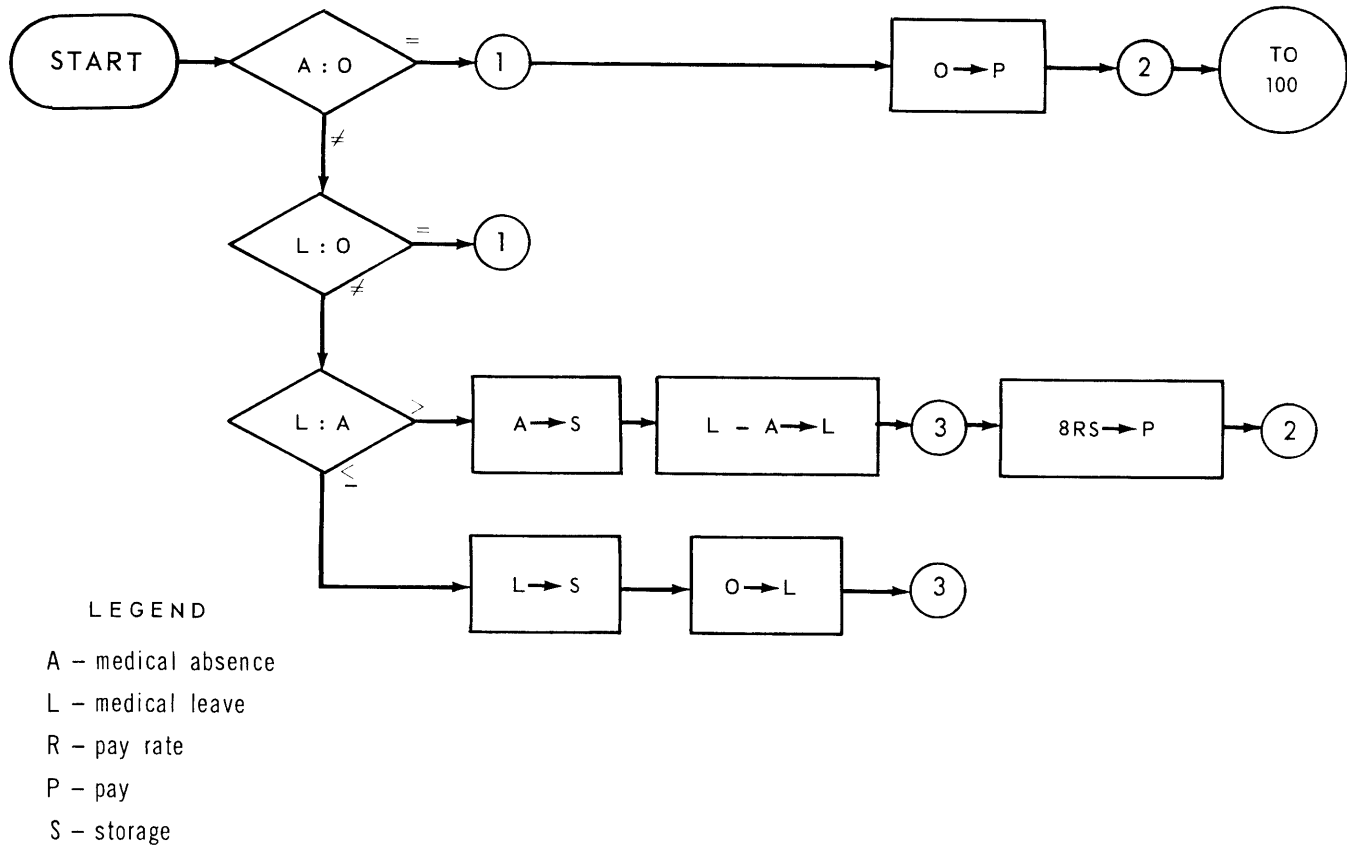 START
A : O
=
1
O → P
2
TO
100
≠
L : O
=
1
≠
L : A
>
A → S
L – A → L
3
8RS → P
2
≤
L → S
O → L
3
LEGEND
A – medical absence
L – medical leave
R – pay rate
P – pay
S – storage